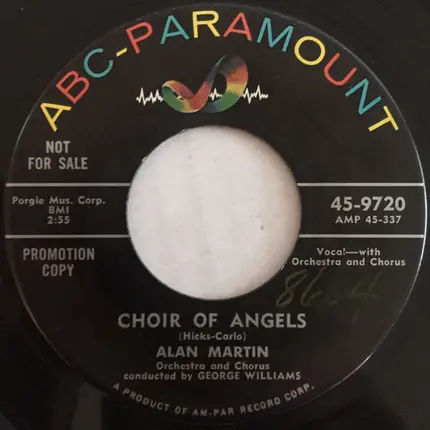 ABC-PARAMOUNT
NOT
FOR SALE
Porgie Mus. Corp.
BMI
2:55
45-9720
AMP 45-337
PROMOTION
COPY
Vocal—with
Orchestra and Chorus
86-4
CHOIR OF ANGELS
(Hicks-Carlo)
ALAN MARTIN
Orchestra and Chorus
conducted by GEORGE WILLIAMS
A PRODUCT OF AM-PAR RECORD CORP.